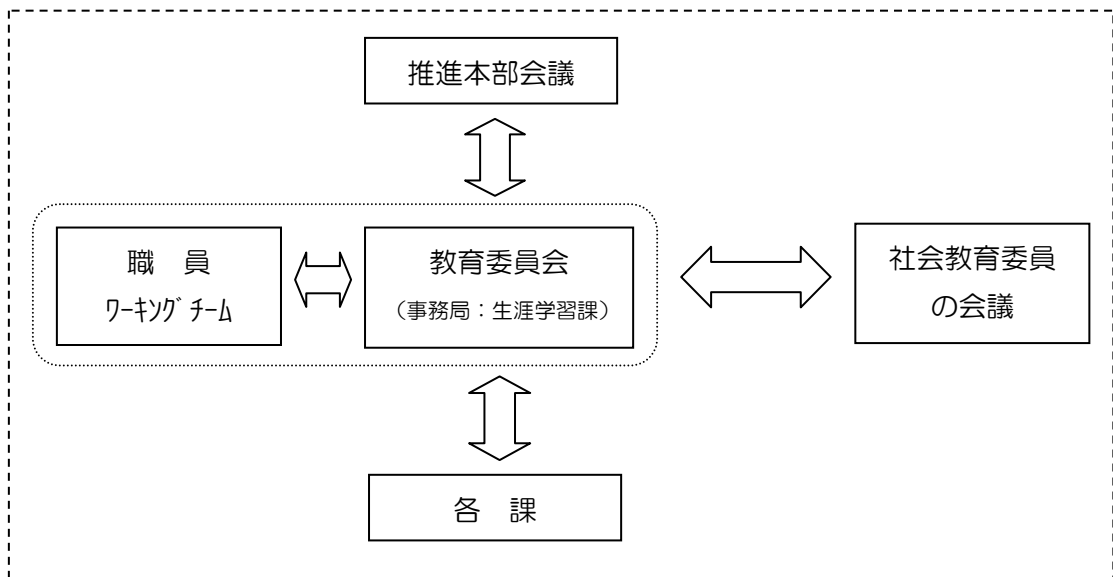 推進本部会議
職　員
ﾜｰｷﾝｸﾞﾁｰﾑ
教育委員会
（事務局：生涯学習課）
社会教育委員
の会議
各　課